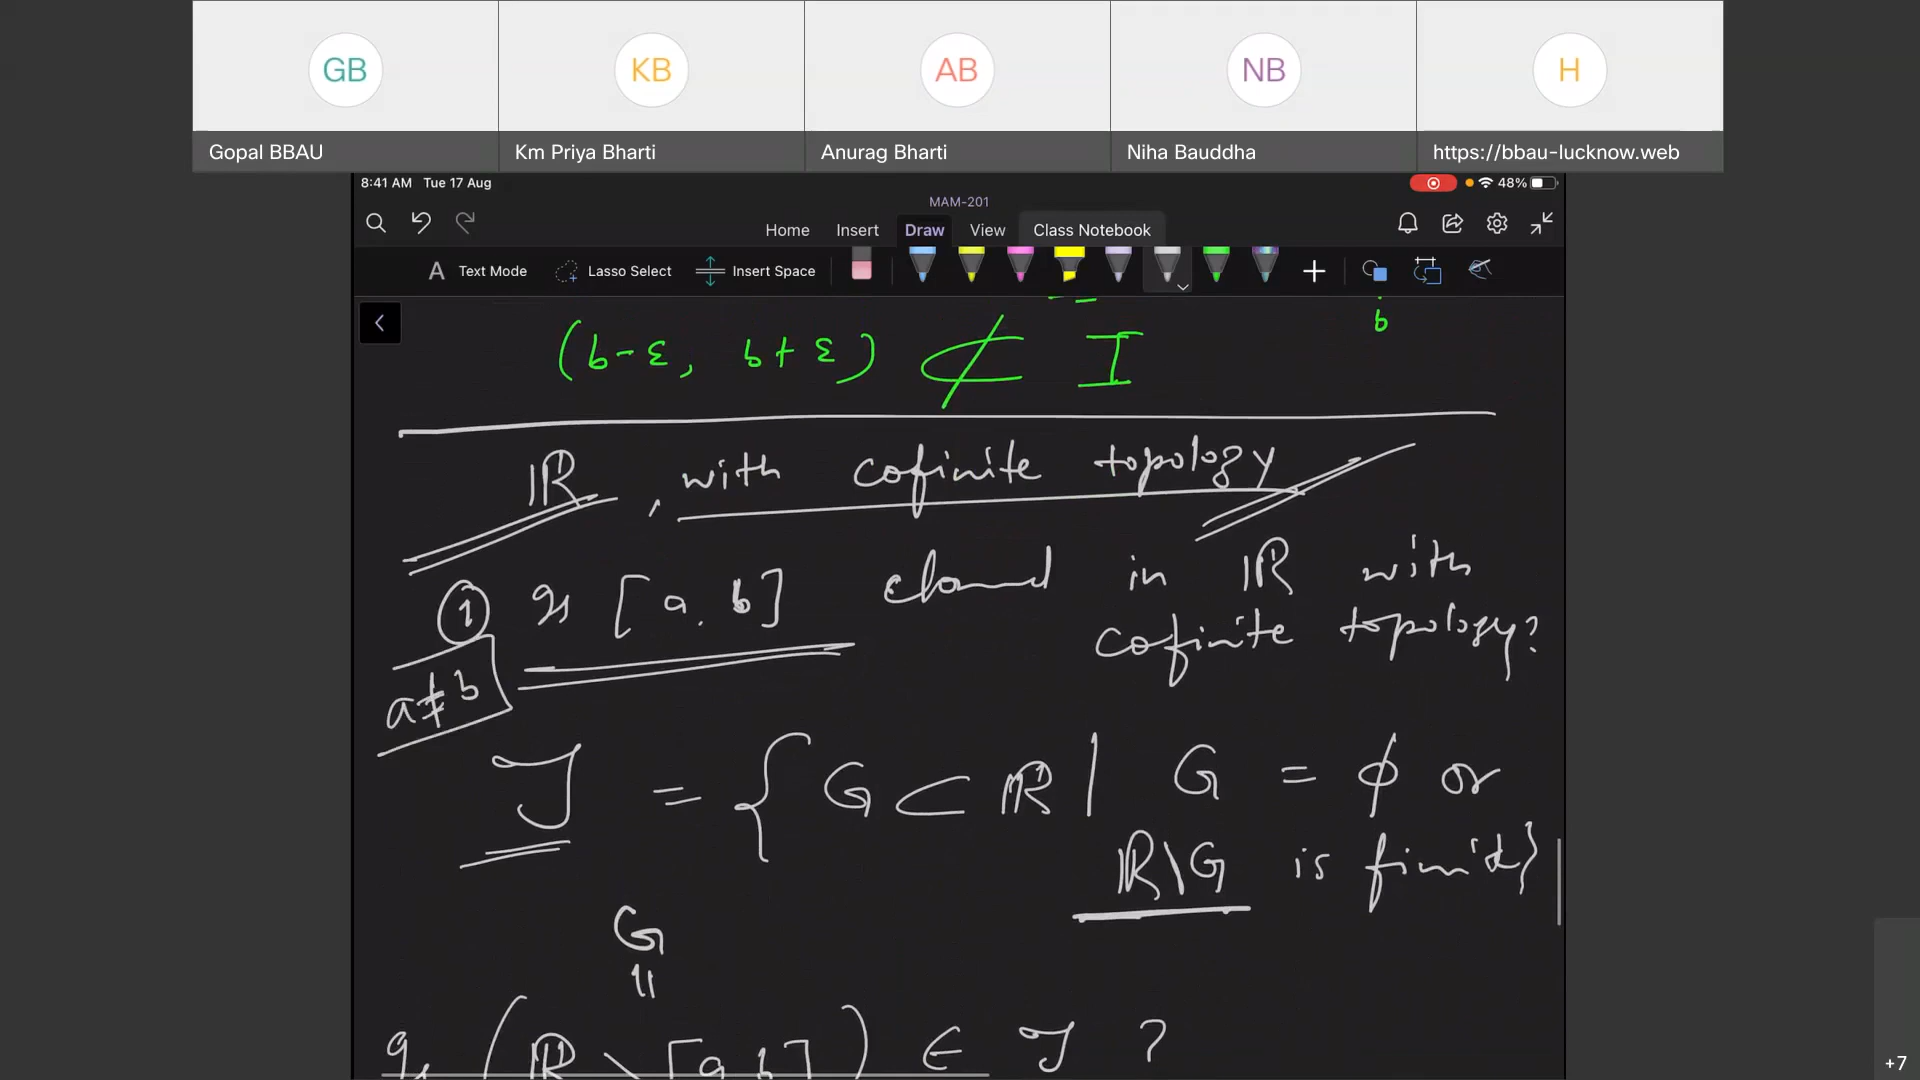 GB KB AB NB H
Gopal BBAU Km Priya Bharti Anurag Bharti Niha Bauddha https://bbau-lucknow.web
8:41 AM Tue 17 Aug 48%
MAM-201
Home Insert Draw View Class Notebook
A Text Mode Lasso Select Insert Space
b
(b-ε, b+ε) ⊄ I
ℝ, with cofinite topology
① Is [a, b] closed in ℝ with
cofinite topology?
a≠b
𝒯 = { G ⊂ ℝ | G = ϕ or
ℝ\G is finite}
G
||
Is (ℝ \ [a, b]) ∈ 𝒯 ?
+7